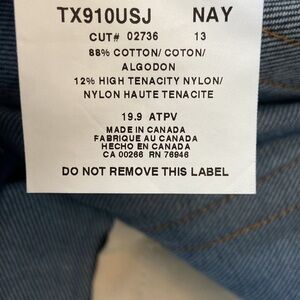 TX910USJ NAY
CUT# 02736 13
88% COTTON/ COTON/
ALGODON
12% HIGH TENACITY NYLON/
NYLON HAUTE TENACITE
19.9 ATPV
MADE IN CANADA
FABRIQUE AU CANADA
HECHO EN CANADA
CA 00266 RN 76946
DO NOT REMOVE THIS LABEL